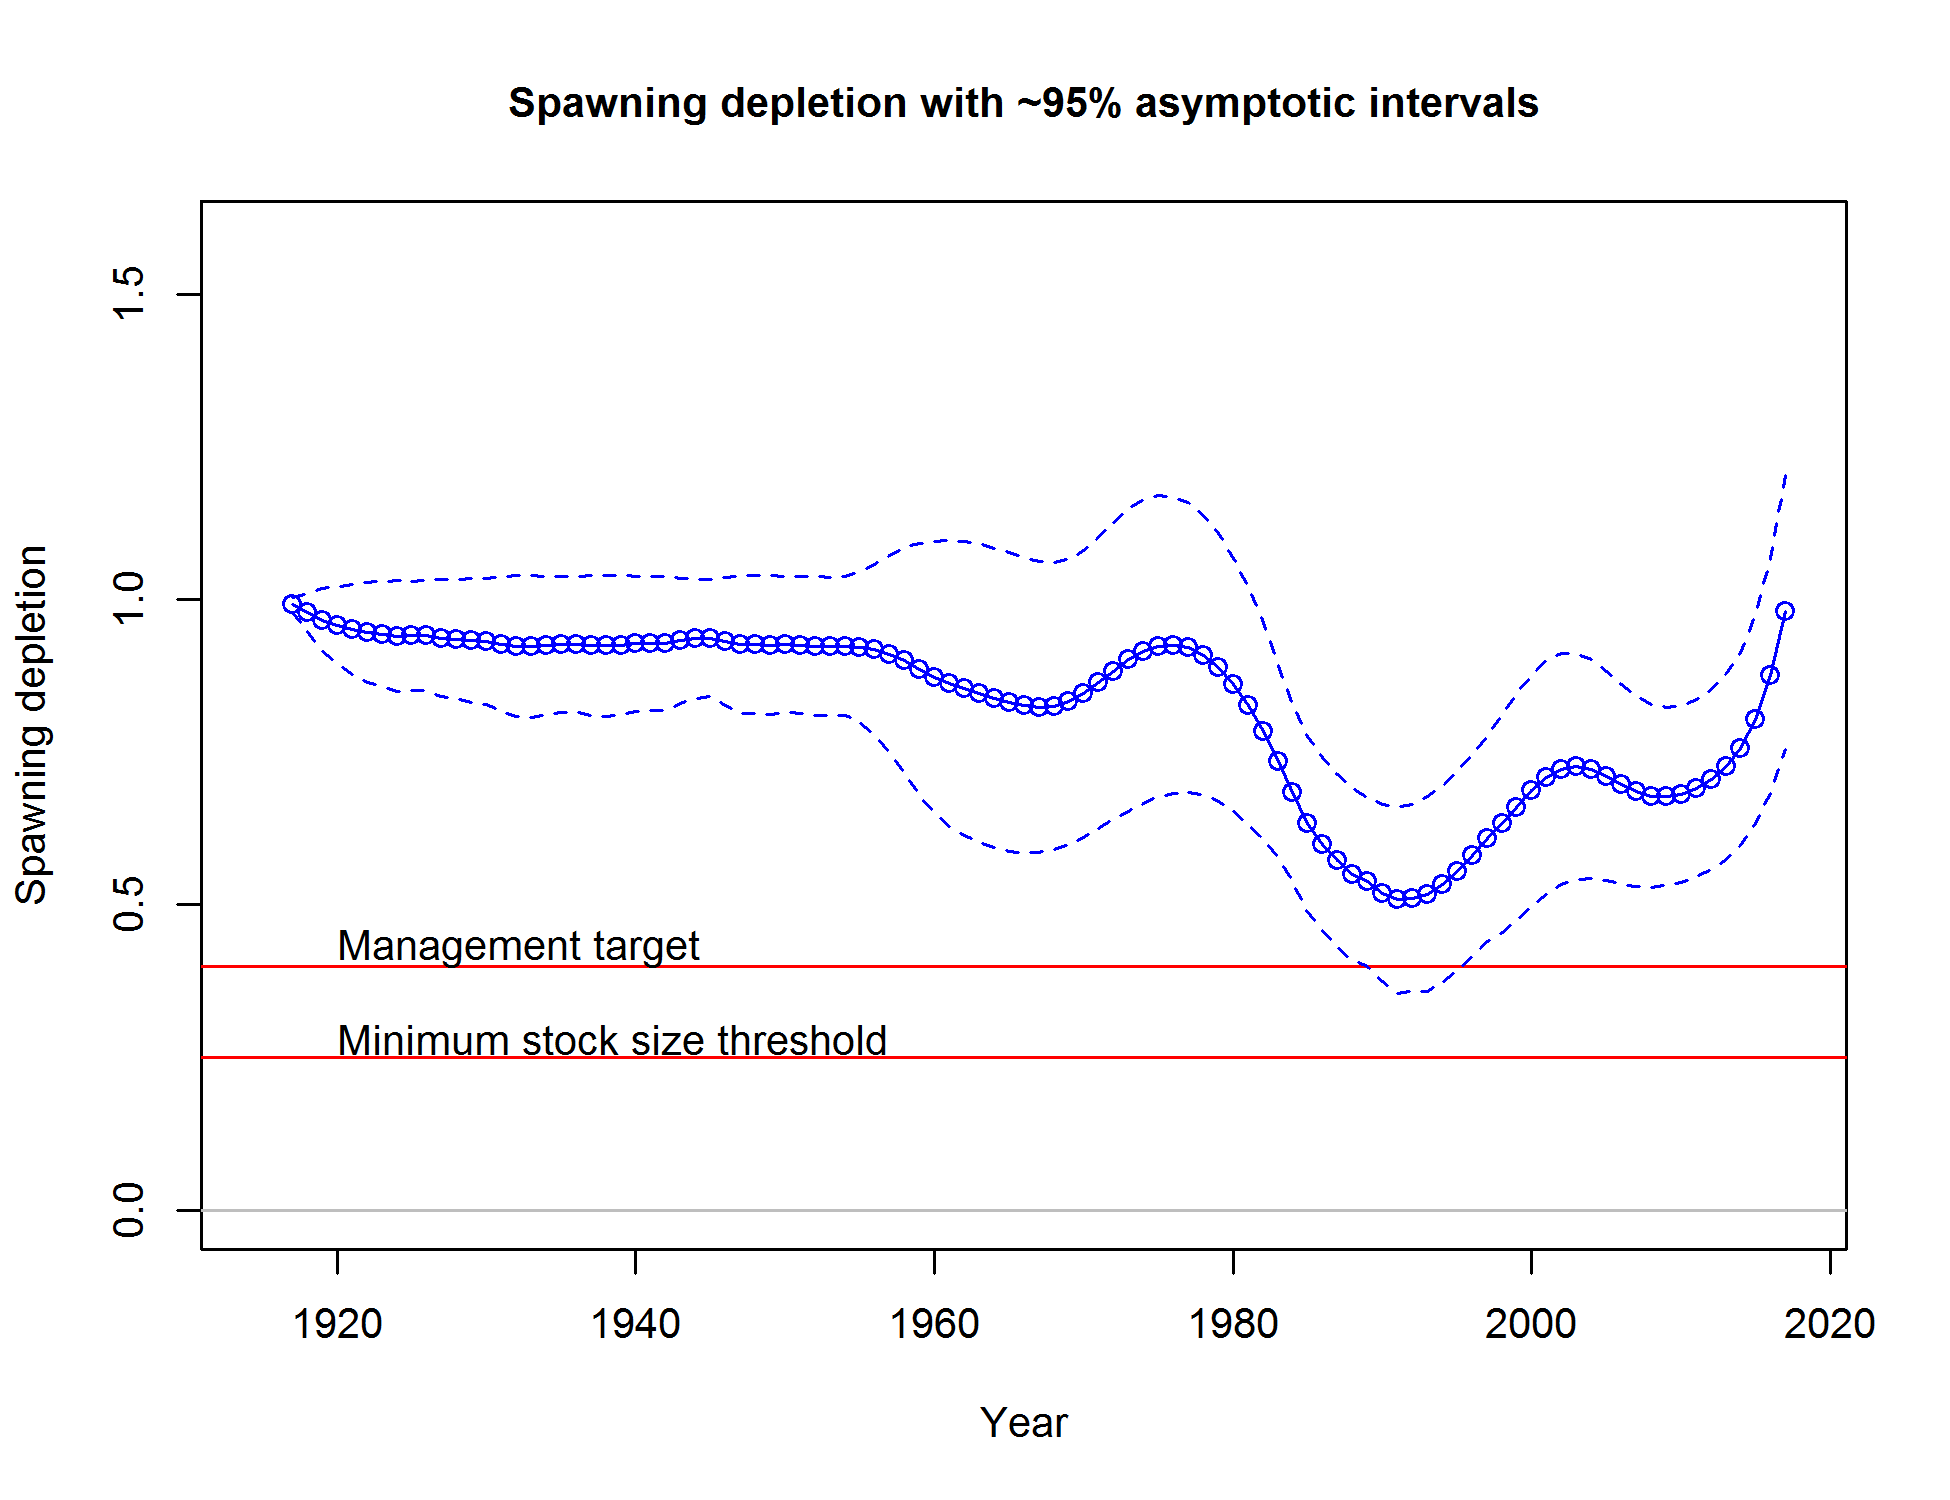 Spawning depletion with ~95% asymptotic intervals
Spawning depletion
1.5
1.0
0.5
0.0
Management target
Minimum stock size threshold
1920
1940
1960
1980
2000
2020
Year